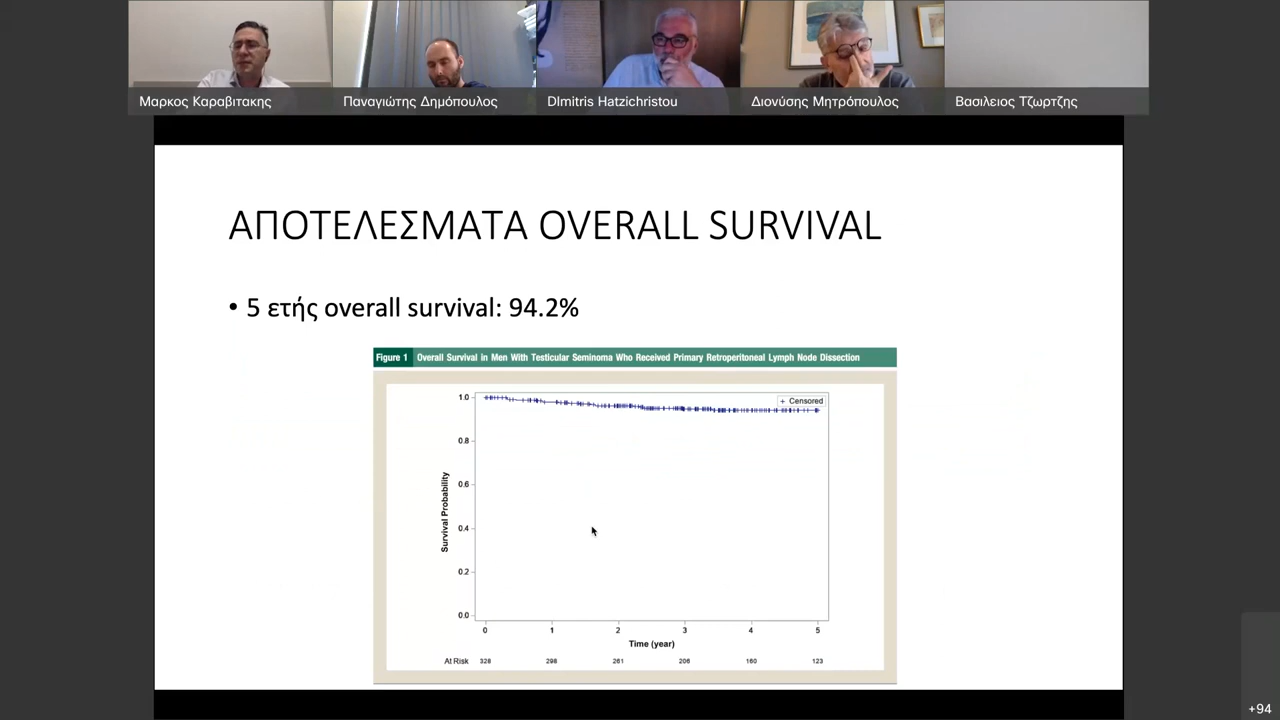 Μαρκος Καραβιτακης
Παναγιώτης Δημόπουλος
DImitris Hatzichristou
Διονύσης Μητρόπουλος
Βασιλειος Τζωρτζης
ΑΠΟΤΕΛΕΣΜΑΤΑ OVERALL SURVIVAL
• 5 ετής overall survival: 94.2%
Figure 1 Overall Survival in Men With Testicular Seminoma Who Received Primary Retroperitoneal Lymph Node Dissection
+ Censored
1.0
0.8
0.6
0.4
0.2
0.0
Survival Probability
0 1 2 3 4 5
Time (year)
At Risk 328 298 261 206 160 123
+94